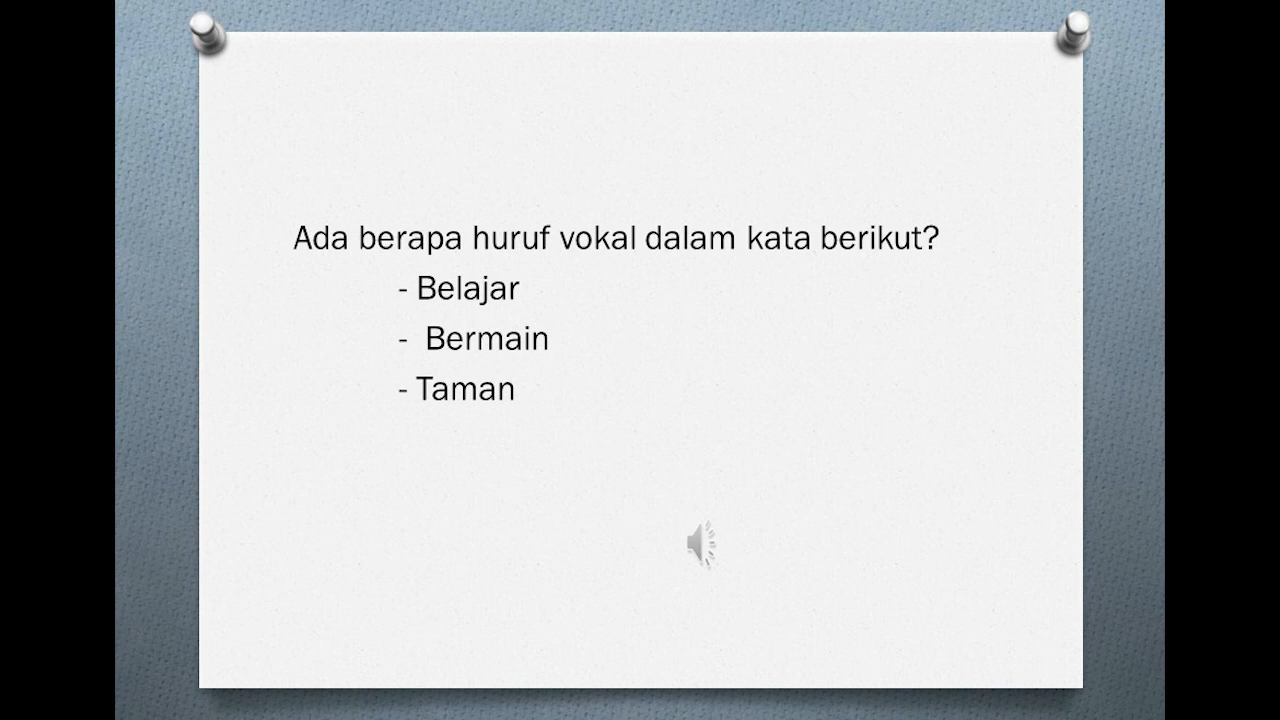 Ada berapa huruf vokal dalam kata berikut?
- Belajar
- Bermain
- Taman